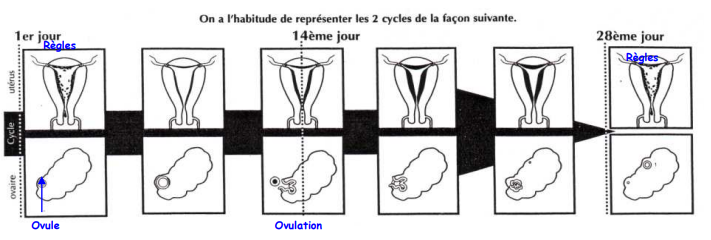 On a l'habitude de représenter les 2 cycles de la façon suivante.
1er jour
14ème jour
28ème jour
Règles
Règles
utérus
Cycle
ovaire
Ovule
Ovulation